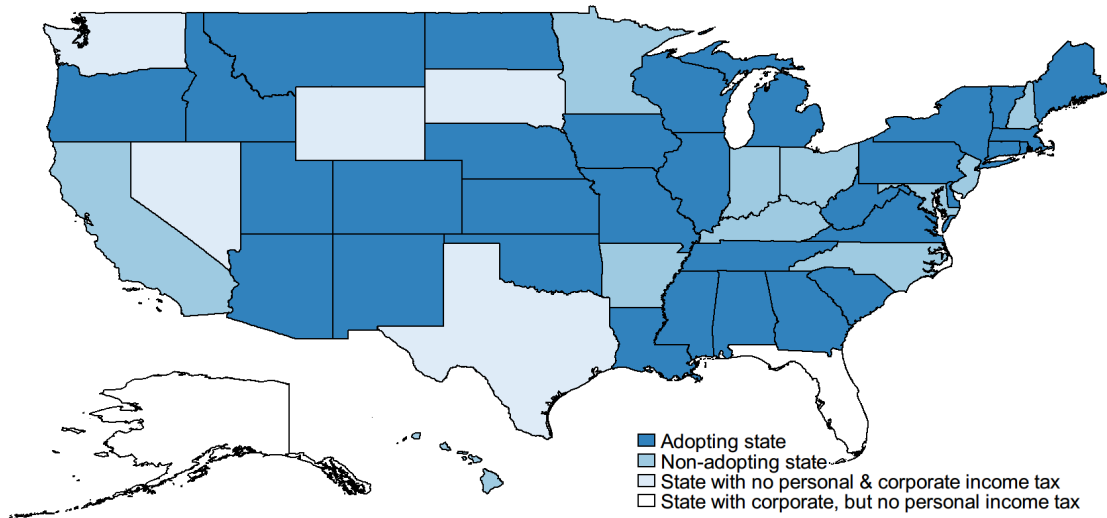 Adopting state
Non-adopting state
State with no personal & corporate income tax
State with corporate, but no personal income tax